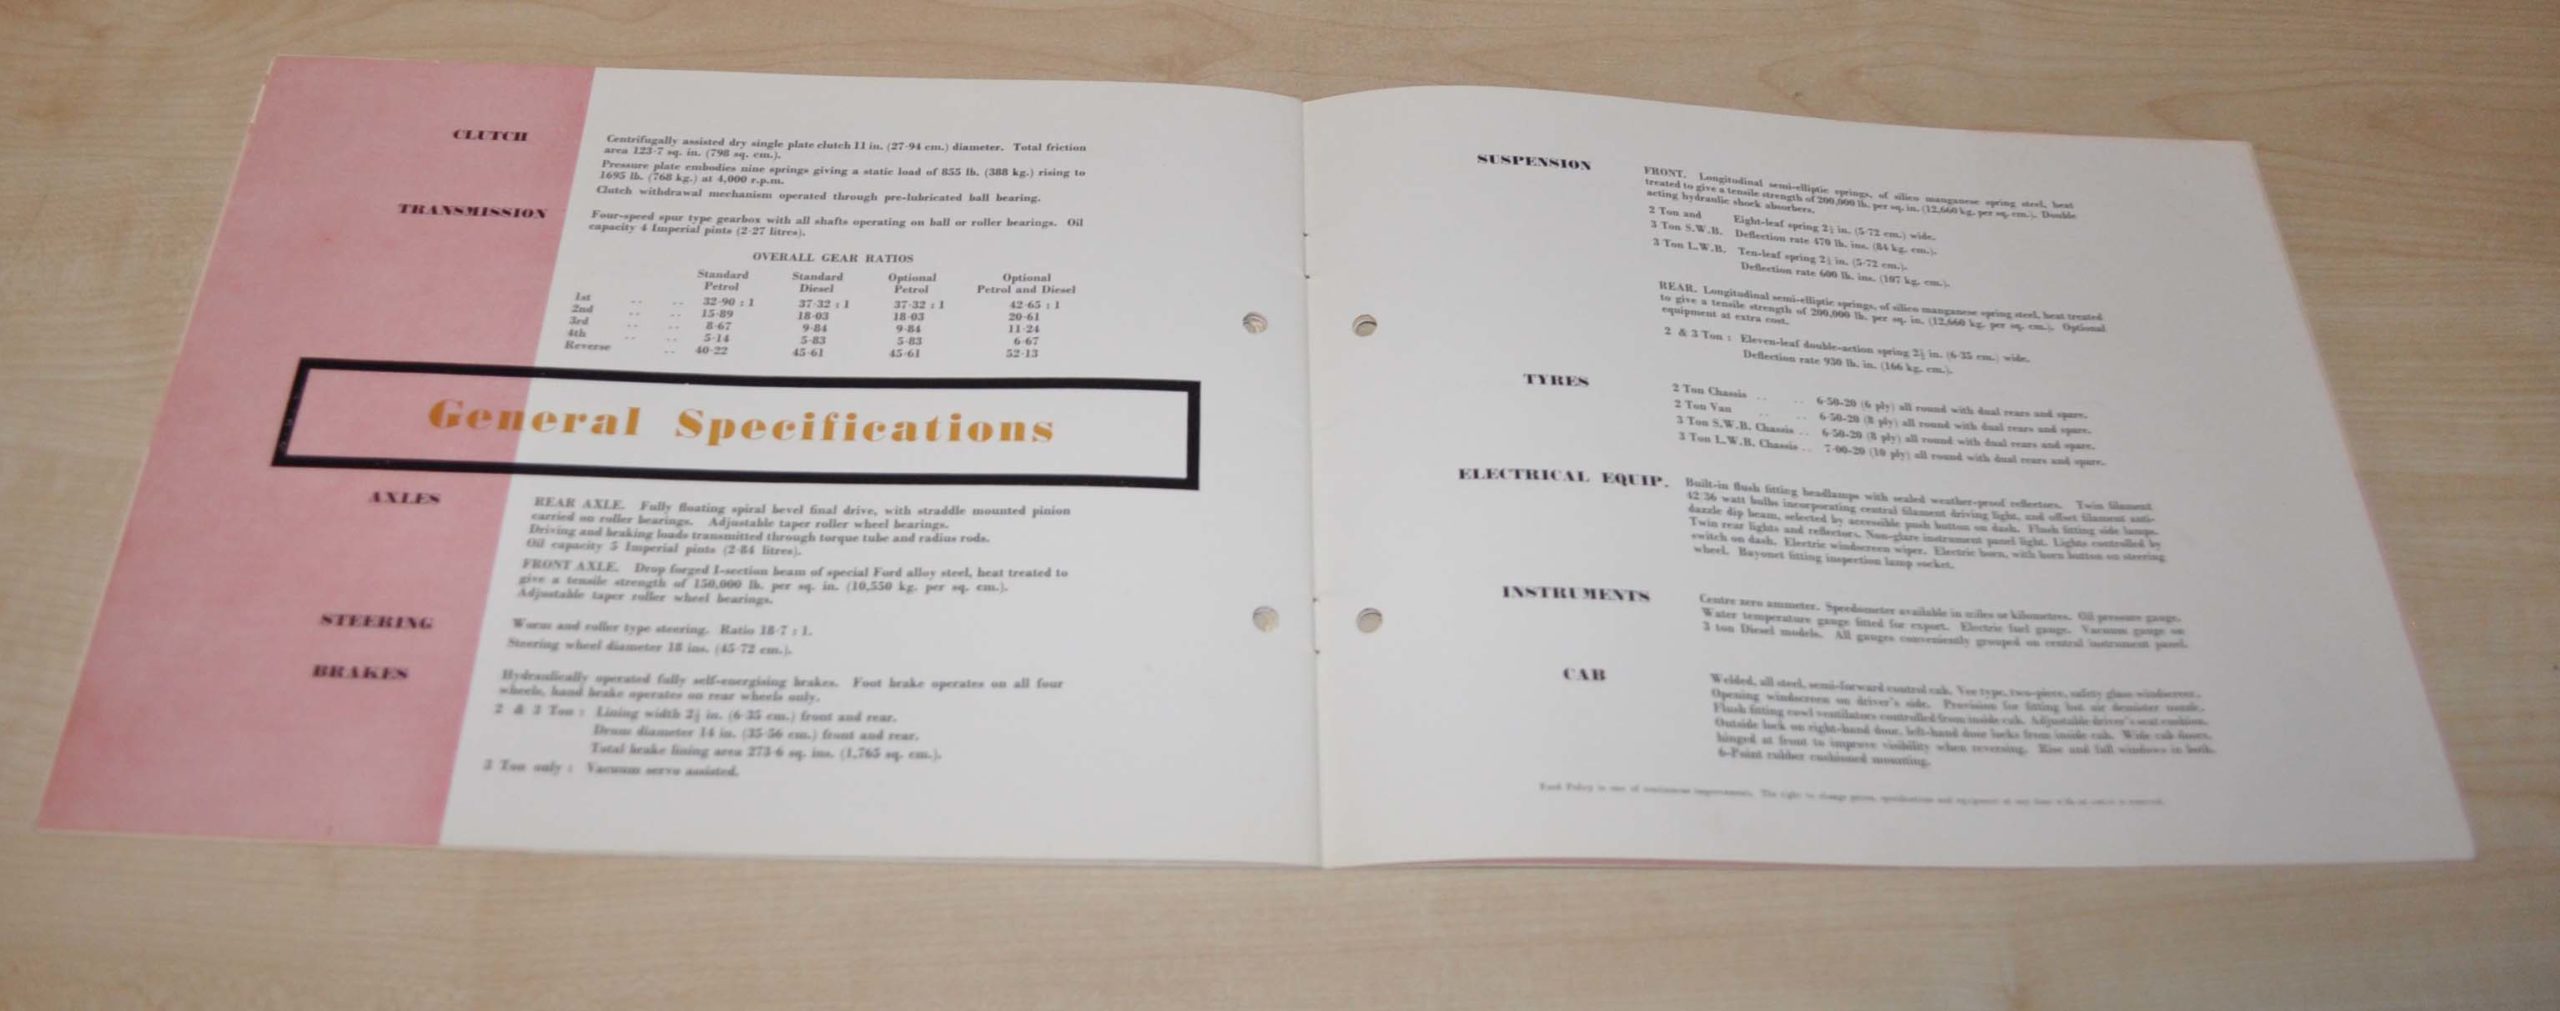 CLUTCH
Centrifugally assisted dry single plate clutch 11 in. (27·94 cm.) diameter. Total friction
area 123·7 sq. in. (798 sq. cm.).
Pressure plate embodies nine springs giving a static load of 855 lb. (388 kg.) rising to
1695 lb. (768 kg.) at 4,000 r.p.m.
Clutch withdrawal mechanism operated through pre-lubricated ball bearing.
TRANSMISSION
Four-speed spur type gearbox with all shafts operating on ball or roller bearings. Oil
capacity 4 Imperial pints (2·27 litres).
OVERALL GEAR RATIOS
Standard Standard Optional Optional
Petrol Diesel Petrol Petrol and Diesel
1st .. .. 32·90 : 1 37·32 : 1 37·32 : 1 42·65 : 1
2nd .. .. 15·89 18·03 18·03 20·61
3rd .. .. 8·67 9·84 9·84 11·24
4th .. .. 5·14 5·83 5·83 6·67
Reverse .. 40·22 45·61 45·61 52·13
General Specifications
AXLES
REAR AXLE. Fully floating spiral bevel final drive, with straddle mounted pinion
carried on roller bearings. Adjustable taper roller wheel bearings.
Driving and braking loads transmitted through torque tube and radius rods.
Oil capacity 5 Imperial pints (2·84 litres).
FRONT AXLE. Drop forged I-section beam of special Ford alloy steel, heat treated to
give a tensile strength of 150,000 lb. per sq. in. (10,550 kg. per sq. cm.).
Adjustable taper roller wheel bearings.
STEERING
Worm and roller type steering. Ratio 18·7 : 1.
Steering wheel diameter 18 ins. (45·72 cm.).
BRAKES
Hydraulically operated fully self-energising brakes. Foot brake operates on all four
wheels, hand brake operates on rear wheels only.
2 & 3 Ton : Lining width 2½ in. (6·35 cm.) front and rear.
Drum diameter 14 in. (35·56 cm.) front and rear.
Total brake lining area 273·6 sq. ins. (1,765 sq. cm.).
3 Ton only : Vacuum servo assisted.
SUSPENSION
FRONT. Longitudinal semi-elliptic springs, of silico manganese spring steel, heat
treated to give a tensile strength of 200,000 lb. per sq. in. (12,660 kg. per sq. cm.). Double
acting hydraulic shock absorbers.
2 Ton and Eight-leaf spring 2¼ in. (5·72 cm.) wide.
3 Ton S.W.B. Deflection rate 470 lb. ins. (84 kg. cm.).
3 Ton L.W.B. Ten-leaf spring 2¼ in. (5·72 cm.).
Deflection rate 600 lb. ins. (107 kg. cm.).
REAR. Longitudinal semi-elliptic springs, of silico manganese spring steel, heat treated
to give a tensile strength of 200,000 lb. per sq. in. (12,660 kg. per sq. cm.). Optional
equipment at extra cost.
2 & 3 Ton : Eleven-leaf double-action spring 2½ in. (6·35 cm.) wide.
Deflection rate 930 lb. in. (166 kg. cm.).
TYRES
2 Ton Chassis .. .. 6·50-20 (6 ply) all round with dual rears and spare.
2 Ton Van .. .. 6·50-20 (8 ply) all round with dual rears and spare.
3 Ton S.W.B. Chassis .. 6·50-20 (8 ply) all round with dual rears and spare.
3 Ton L.W.B. Chassis .. 7·00-20 (10 ply) all round with dual rears and spare.
ELECTRICAL EQUIP.
Built-in flush fitting headlamps with sealed weather-proof reflectors. Twin filament
42/36 watt bulbs incorporating central filament driving light, and offset filament anti-
dazzle dip beam, selected by accessible push button on dash. Flush fitting side lamps.
Twin rear lights and reflectors. Non-glare instrument panel light. Lights controlled by
switch on dash. Electric windscreen wiper. Electric horn, with horn button on steering
wheel. Bayonet fitting inspection lamp socket.
INSTRUMENTS
Centre zero ammeter. Speedometer available in miles or kilometres. Oil pressure gauge.
Water temperature gauge fitted for export. Electric fuel gauge. Vacuum gauge on
3 ton Diesel models. All gauges conveniently grouped on central instrument panel.
CAB
Welded, all steel, semi-forward control cab. Vee type, two-piece, safety glass windscreen.
Opening windscreen on driver's side. Provision for fitting hot air demister nozzle.
Flush fitting cowl ventilators controlled from inside cab. Adjustable driver's seat cushion.
Outside lock on right-hand door, left-hand door locks from inside cab. Wide cab doors,
hinged at front to improve visibility when reversing. Rise and fall windows in both.
6-Point rubber cushioned mounting.
Ford Policy is one of continuous improvement. The right to change prices, specifications and equipment at any time